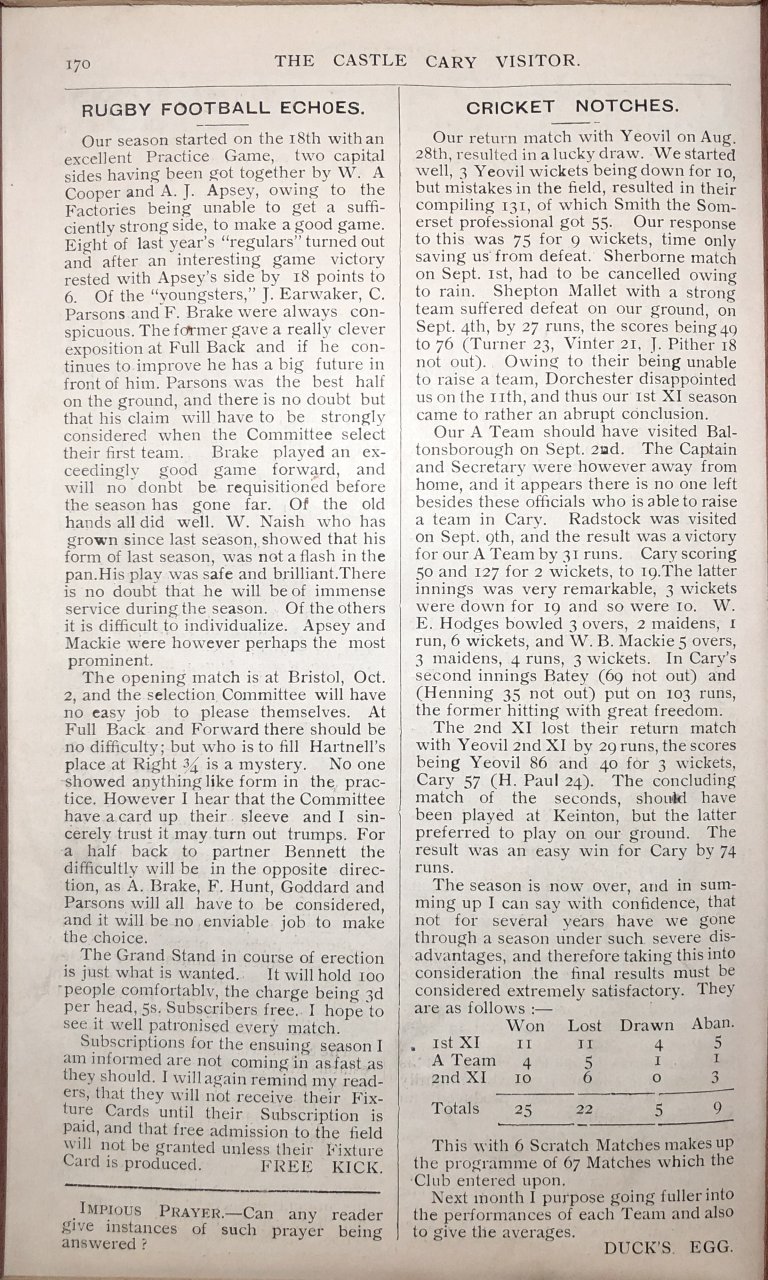 170
THE CASTLE CARY VISITOR.
RUGBY FOOTBALL ECHOES.
Our season started on the 18th with an
excellent Practice Game, two capital
sides having been got together by W. A
Cooper and A. J. Apsey, owing to the
Factories being unable to get a suffi-
ciently strong side, to make a good game.
Eight of last year's "regulars" turned out
and after an interesting game victory
rested with Apsey's side by 18 points to
6. Of the "youngsters," J. Earwaker, C.
Parsons and F. Brake were always con-
spicuous. The former gave a really clever
exposition at Full Back and if he con-
tinues to improve he has a big future in
front of him. Parsons was the best half
on the ground, and there is no doubt but
that his claim will have to be strongly
considered when the Committee select
their first team. Brake played an ex-
ceedingly good game forward, and
will no donbt be requisitioned before
the season has gone far. Of the old
hands all did well. W. Naish who has
grown since last season, showed that his
form of last season, was not a flash in the
pan.His play was safe and brilliant.There
is no doubt that he will be of immense
service during the season. Of the others
it is difficult to individualize. Apsey and
Mackie were however perhaps the most
prominent.
The opening match is at Bristol, Oct.
2, and the selection Committee will have
no easy job to please themselves. At
Full Back and Forward there should be
no difficulty; but who is to fill Hartnell's
place at Right ¾ is a mystery. No one
showed anything like form in the prac-
tice. However I hear that the Committee
have a card up their sleeve and I sin-
cerely trust it may turn out trumps. For
a half back to partner Bennett the
difficultly will be in the opposite direc-
tion, as A. Brake, F. Hunt, Goddard and
Parsons will all have to be considered,
and it will be no enviable job to make
the choice.
The Grand Stand in course of erection
is just what is wanted. It will hold 100
people comfortably, the charge being 3d
per head, 5s. Subscribers free. I hope to
see it well patronised every match.
Subscriptions for the ensuing season I
am informed are not coming in as fast as
they should. I will again remind my read-
ers, that they will not receive their Fix-
ture Cards until their Subscription is
paid, and that free admission to the field
will not be granted unless their Fixture
Card is produced. FREE KICK.
IMPIOUS PRAYER.—Can any reader
give instances of such prayer being
answered ?
CRICKET NOTCHES.
Our return match with Yeovil on Aug.
28th, resulted in a lucky draw. We started
well, 3 Yeovil wickets being down for 10,
but mistakes in the field, resulted in their
compiling 131, of which Smith the Som-
erset professional got 55. Our response
to this was 75 for 9 wickets, time only
saving us from defeat. Sherborne match
on Sept. 1st, had to be cancelled owing
to rain. Shepton Mallet with a strong
team suffered defeat on our ground, on
Sept. 4th, by 27 runs, the scores being 49
to 76 (Turner 23, Vinter 21, J. Pither 18
not out). Owing to their being unable
to raise a team, Dorchester disappointed
us on the 11th, and thus our 1st XI season
came to rather an abrupt conclusion.
Our A Team should have visited Bal-
tonsborough on Sept. 2nd. The Captain
and Secretary were however away from
home, and it appears there is no one left
besides these officials who is able to raise
a team in Cary. Radstock was visited
on Sept. 9th, and the result was a victory
for our A Team by 31 runs. Cary scoring
50 and 127 for 2 wickets, to 19.The latter
innings was very remarkable, 3 wickets
were down for 19 and so were 10. W.
E. Hodges bowled 3 overs, 2 maidens, 1
run, 6 wickets, and W. B. Mackie 5 overs,
3 maidens, 4 runs, 3 wickets. In Cary's
second innings Batey (69 not out) and
(Henning 35 not out) put on 103 runs,
the former hitting with great freedom.
The 2nd XI lost their return match
with Yeovil 2nd XI by 29 runs, the scores
being Yeovil 86 and 40 for 3 wickets,
Cary 57 (H. Paul 24). The concluding
match of the seconds, should have
been played at Keinton, but the latter
preferred to play on our ground. The
result was an easy win for Cary by 74
runs.
The season is now over, and in sum-
ming up I can say with confidence, that
not for several years have we gone
through a season under such severe dis-
advantages, and therefore taking this into
consideration the final results must be
considered extremely satisfactory. They
are as follows :—
Won Lost Drawn Aban.
1st XI 11 11 4 5
A Team 4 5 1 1
2nd XI 10 6 0 3
Totals 25 22 5 9
This with 6 Scratch Matches makes up
the programme of 67 Matches which the
Club entered upon.
Next month I purpose going fuller into
the performances of each Team and also
to give the averages.
DUCK'S. EGG.